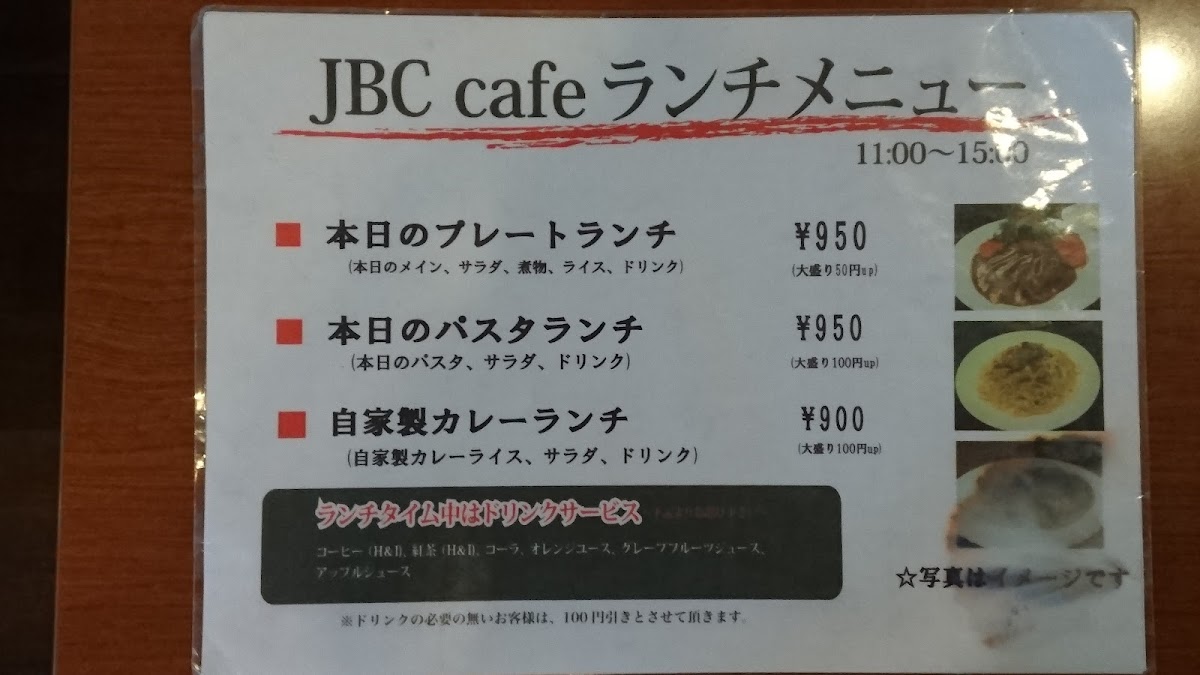 JBC cafe ランチメニュー
11:00～15:00
■ 本日のプレートランチ ¥950
(本日のメイン、サラダ、煮物、ライス、ドリンク) (大盛り50円up)
■ 本日のパスタランチ ¥950
(本日のパスタ、サラダ、ドリンク) (大盛り100円up)
■ 自家製カレーランチ ¥900
(自家製カレーライス、サラダ、ドリンク) (大盛り100円up)
ランチタイム中はドリンクサービス
コーヒー(H&I)、紅茶(H&I)、コーラ、オレンジユース、グレープフルーツジュース、
アップルジュース
☆写真はイメージです
※ドリンクの必要の無いお客様は、100円引きとさせて頂きます。